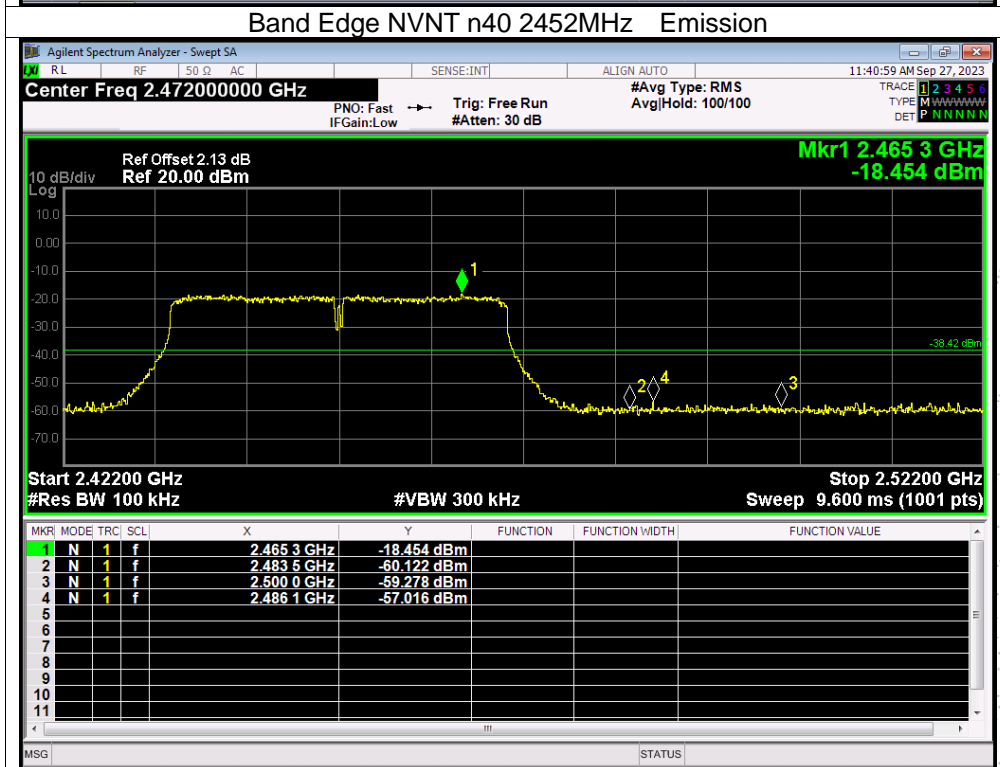 Band Edge NVNT n40 2452MHz Emission
Agilent Spectrum Analyzer - Swept SA
LXI RL RF 50 Ω AC SENSE:INT ALIGN AUTO 11:40:59 AM Sep 27, 2023
Center Freq 2.472000000 GHz #Avg Type: RMS TRACE 1 2 3 4 5 6
PNO: Fast Trig: Free Run Avg|Hold: 100/100 TYPE M WWWWW
IFGain:Low #Atten: 30 dB DET P N N N N N
Mkr1 2.465 3 GHz
-18.454 dBm
Ref Offset 2.13 dB
10 dB/div Ref 20.00 dBm
Log
10.0
0.00
-10.0
1
-20.0
-30.0
-38.42 dBm
-40.0
-50.0
2 4 3
-60.0
-70.0
Start 2.42200 GHz Stop 2.52200 GHz
#Res BW 100 kHz #VBW 300 kHz Sweep 9.600 ms (1001 pts)
MKR MODE TRC SCL X Y FUNCTION FUNCTION WIDTH FUNCTION VALUE
1 N 1 f 2.465 3 GHz -18.454 dBm
2 N 1 f 2.483 5 GHz -60.122 dBm
3 N 1 f 2.500 0 GHz -59.278 dBm
4 N 1 f 2.486 1 GHz -57.016 dBm
5
6
7
8
9
10
11
MSG STATUS